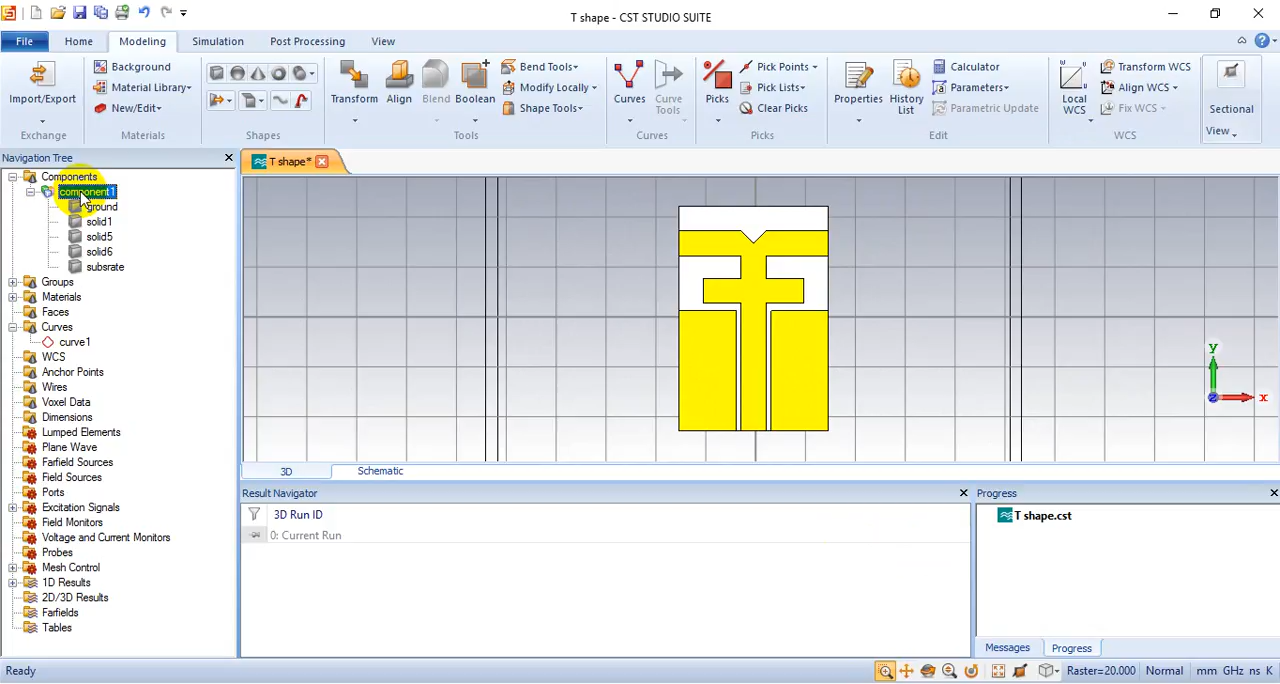 T shape - CST STUDIO SUITE
File Home Modeling Simulation Post Processing View
Import/Export
Exchange
Background
Material Library
New/Edit
Materials
Shapes
Transform
Align
Blend
Boolean
Bend Tools
Modify Locally
Shape Tools
Tools
Curves
Curve Tools
Curves
Picks
Pick Points
Pick Lists
Clear Picks
Picks
Properties
History List
Calculator
Parameters
Parametric Update
Edit
Local WCS
Transform WCS
Align WCS
Fix WCS
WCS
Sectional
View
Navigation Tree
T shape*
Components
component1
ground
solid1
solid5
solid6
subsrate
Groups
Materials
Faces
Curves
curve1
WCS
Anchor Points
Wires
Voxel Data
Dimensions
Lumped Elements
Plane Wave
Farfield Sources
Field Sources
Ports
Excitation Signals
Field Monitors
Voltage and Current Monitors
Probes
Mesh Control
1D Results
2D/3D Results
Farfields
Tables
y
z
x
3D Schematic
Result Navigator
3D Run ID
0: Current Run
Progress
T shape.cst
Messages Progress
Ready
Raster=20.000 Normal mm GHz ns K